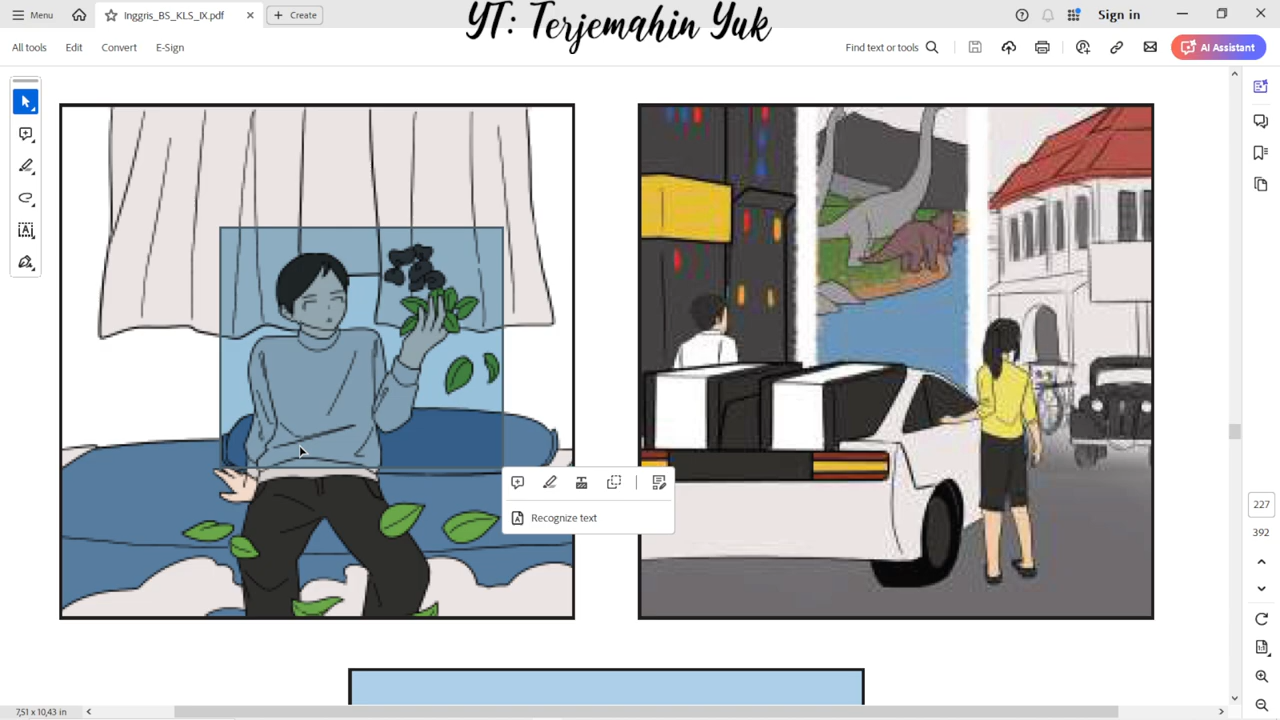 Menu
Inggris_BS_KLS_IX.pdf
Create
YT: Terjemahin Yuk
Sign in
All tools
Edit
Convert
E-Sign
Find text or tools
AI Assistant
Recognize text
227
392
7,51 x 10,43 in